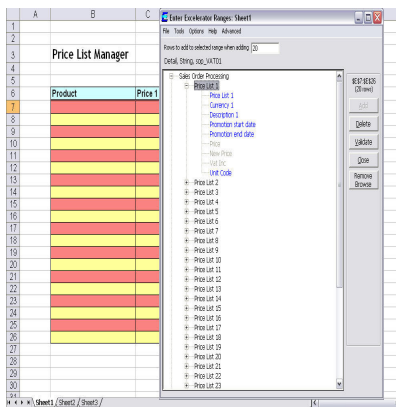 A B C
Enter Excelerator Ranges: Sheet1
File Tools Options Help Advanced
Rows to add to selected range when adding 20
Detail, String, sop_VAT01
Price List Manager
Product Price 1
Sales Order Processing
Price List 1
Price List 1
Currency 1
Description 1
Promotion start date
Promotion end date
Price
New Price
Vat Inc
Unit Code
Price List 2
Price List 3
Price List 4
Price List 5
Price List 6
Price List 7
Price List 8
Price List 9
Price List 10
Price List 11
Price List 12
Price List 13
Price List 14
Price List 15
Price List 16
Price List 17
Price List 18
Price List 19
Price List 20
Price List 21
Price List 22
Price List 23
$E$7:$E$26
(20 rows)
Add
Delete
Validate
Close
Remove
Browse
1
2
3
4
5
6
7
8
9
10
11
12
13
14
15
16
17
18
19
20
21
22
23
24
25
26
27
28
29
30
31
Sheet1 / Sheet2 / Sheet3 /